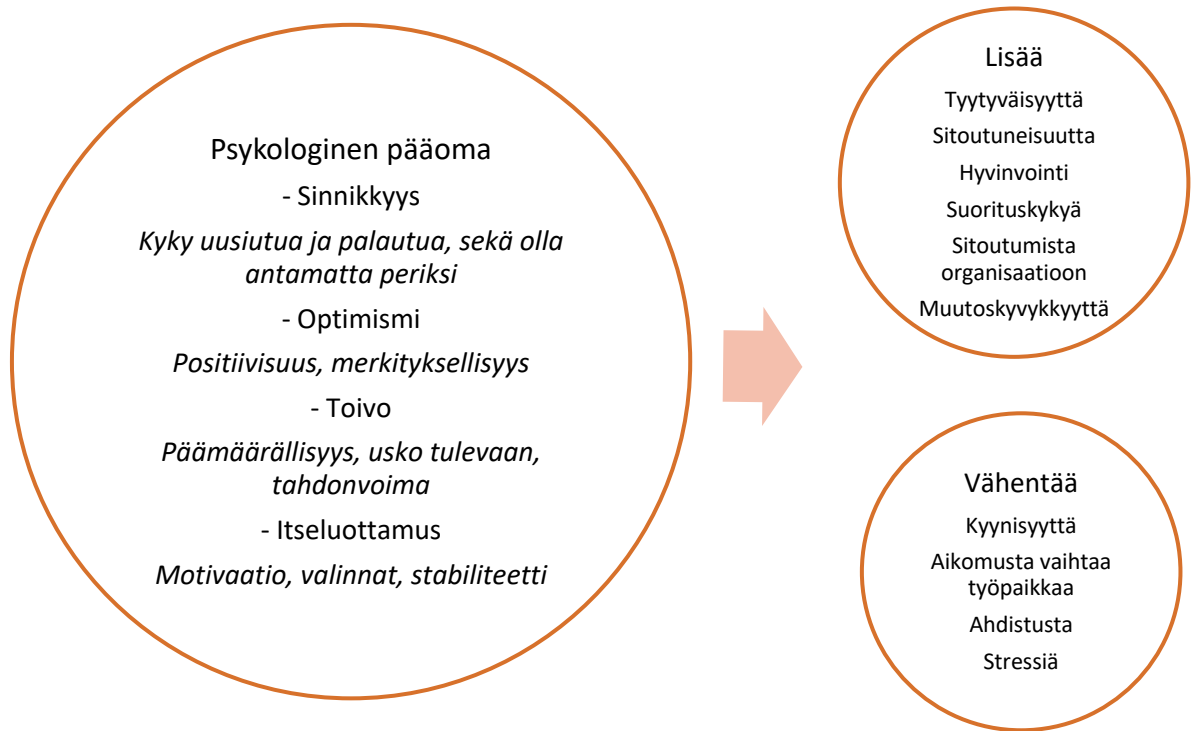 Psykologinen pääoma
- Sinnikkyys
Kyky uusiutua ja palautua, sekä olla
antamatta periksi
- Optimismi
Positiivisuus, merkityksellisyys
- Toivo
Päämäärällisyys, usko tulevaan,
tahdonvoima
- Itseluottamus
Motivaatio, valinnat, stabiliteetti
Lisää
Tyytyväisyyttä
Sitoutuneisuutta
Hyvinvointi
Suorituskykyä
Sitoutumista
organisaatioon
Muutoskyvykkyyttä
Vähentää
Kyynisyyttä
Aikomusta vaihtaa
työpaikkaa
Ahdistusta
Stressiä